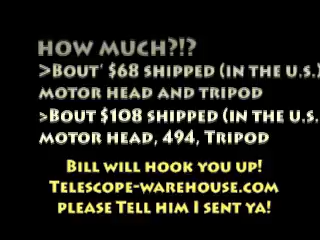 HOW MUCH?!?
>BOUT' $68 SHIPPED (IN THE U.S.)
MOTOR HEAD AND TRIPOD
>BOUT $108 SHIPPED (IN THE U.S.
MOTOR HEAD, 494, TRIPOD
BILL WILL HOOK YOU UP!
TELESCOPE-WAREHOUSE.COM
PLEASE TELL HIM I SENT YA!